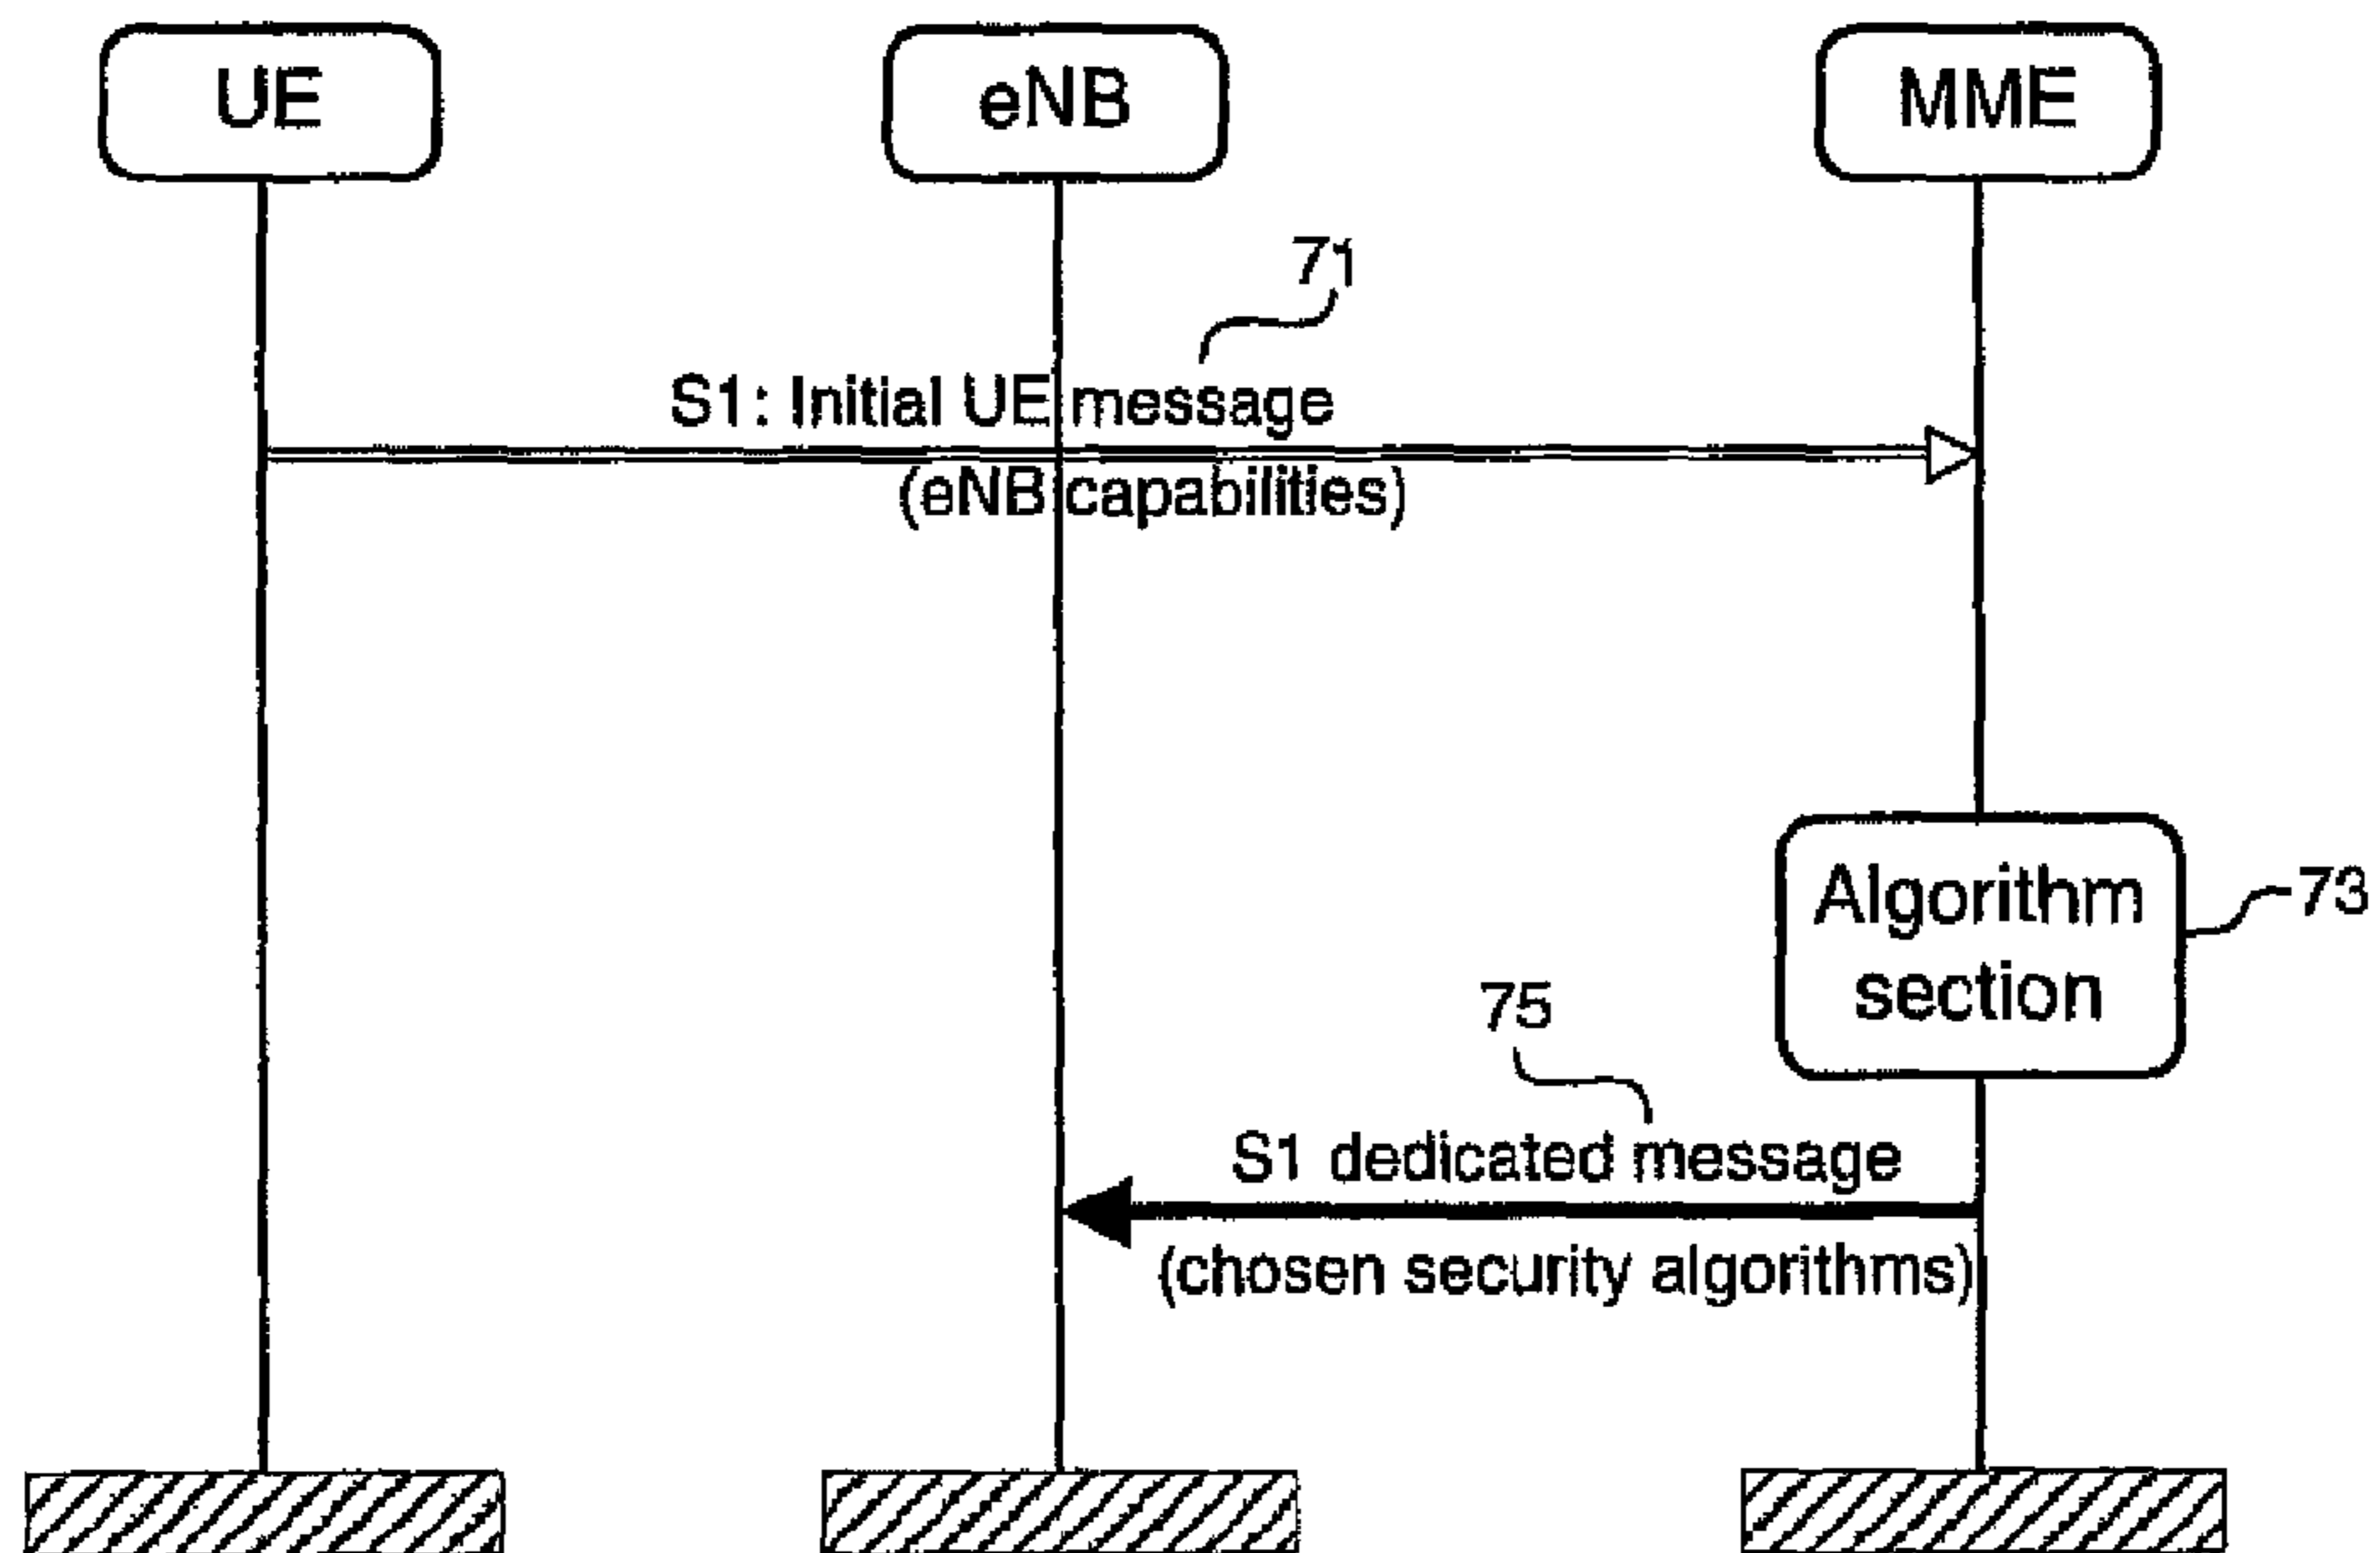 UE
eNB
MME
71
S1: Initial UE message
(eNB capabilities)
Algorithm
section
73
75
S1 dedicated message
(chosen security algorithms)